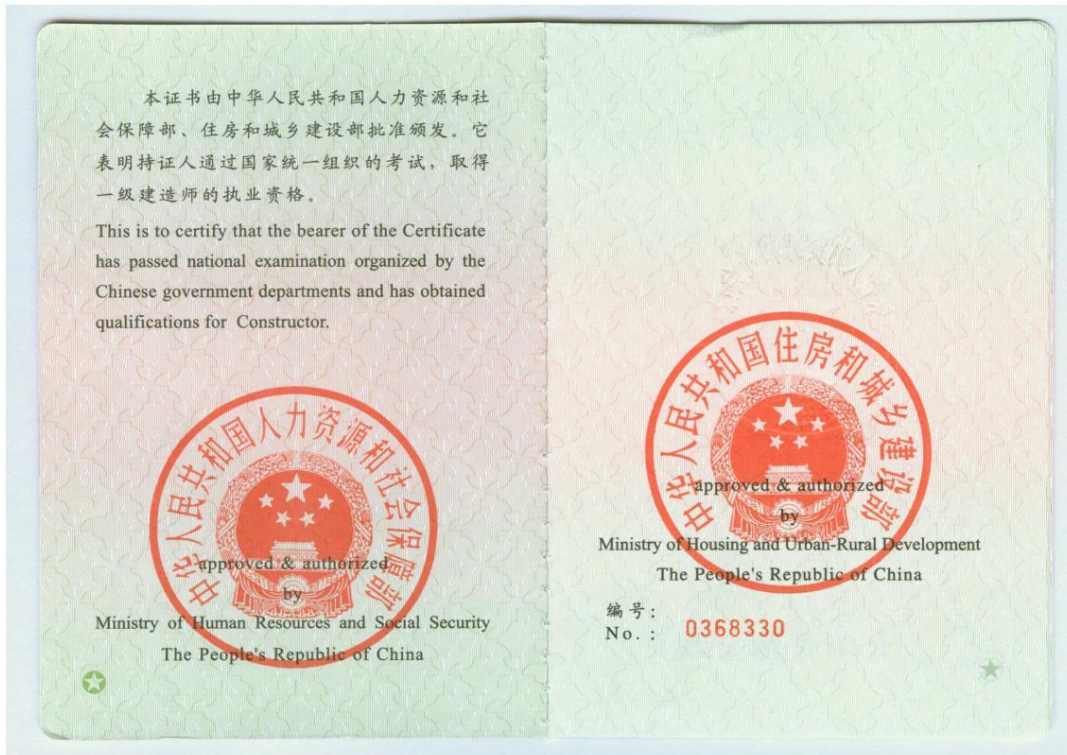 本证书由中华人民共和国人力资源和社
会保障部、住房和城乡建设部批准颁发。它
表明持证人通过国家统一组织的考试，取得
一级建造师的执业资格。
This is to certify that the bearer of the Certificate
has passed national examination organized by the
Chinese government departments and has obtained
qualifications for Constructor.
中华人民共和国人力资源和社会保障部
approved & authorized
by
Ministry of Human Resources and Social Security
The People's Republic of China
中华人民共和国住房和城乡建设部
approved & authorized
by
Ministry of Housing and Urban-Rural Development
The People's Republic of China
编号:
No. : 0368330